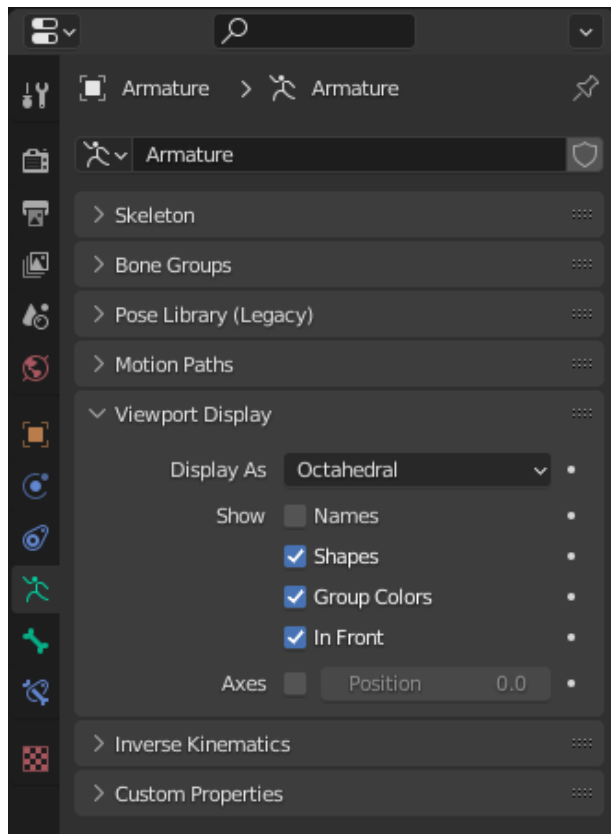 Armature > Armature
Armature
Skeleton
Bone Groups
Pose Library (Legacy)
Motion Paths
Viewport Display
Display As Octahedral
Show Names
Shapes
Group Colors
In Front
Axes Position 0.0
Inverse Kinematics
Custom Properties